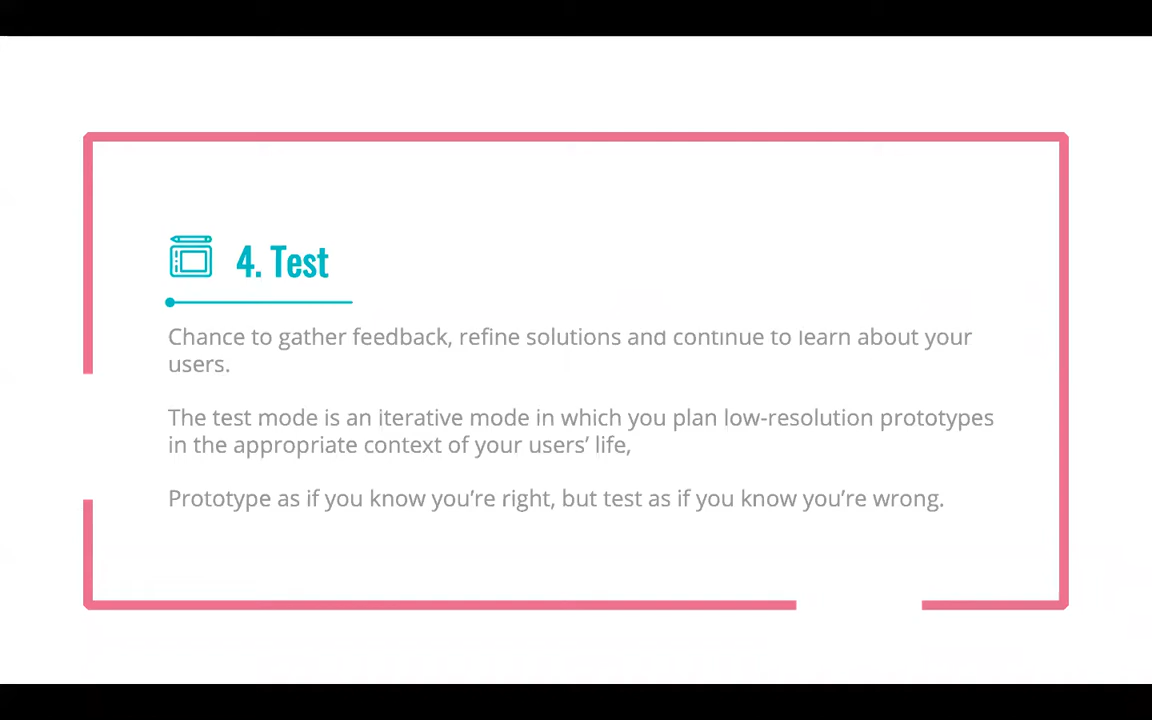 4. Test
Chance to gather feedback, refine solutions and continue to learn about your
users.
The test mode is an iterative mode in which you plan low-resolution prototypes
in the appropriate context of your users’ life,
Prototype as if you know you’re right, but test as if you know you’re wrong.